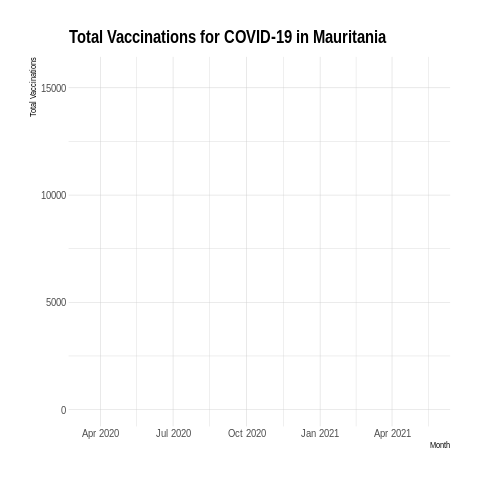 Total Vaccinations for COVID-19 in Mauritania
Total Vaccinations
15000
10000
5000
0
Apr 2020 Jul 2020 Oct 2020 Jan 2021 Apr 2021
Month